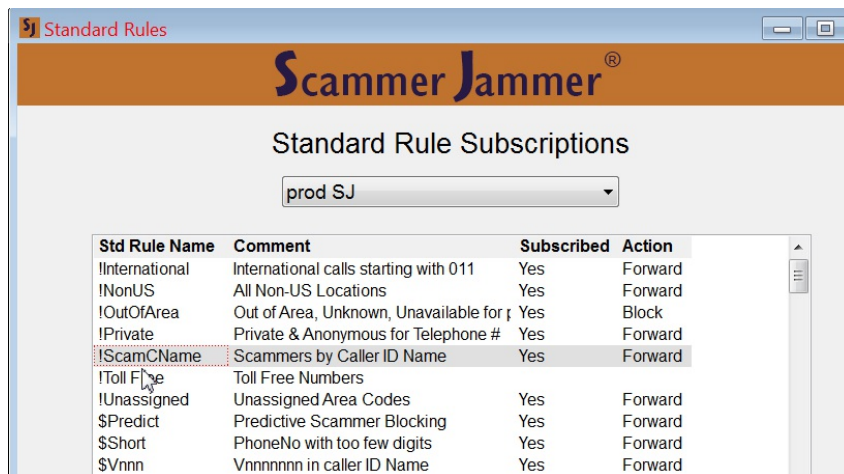 SJ Standard Rules
Scammer Jammer®
Standard Rule Subscriptions
prod SJ
Std Rule Name Comment Subscribed Action
!International International calls starting with 011 Yes Forward
!NonUS All Non-US Locations Yes Forward
!OutOfArea Out of Area, Unknown, Unavailable for Yes Block
!Private Private & Anonymous for Telephone # Yes Forward
!ScamCName Scammers by Caller ID Name Yes Forward
!Toll Free Toll Free Numbers
!Unassigned Unassigned Area Codes Yes Forward
$Predict Predictive Scammer Blocking Yes Forward
$Short PhoneNo with too few digits Yes Forward
$Vnnn Vnnnnnnn in caller ID Name Yes Forward